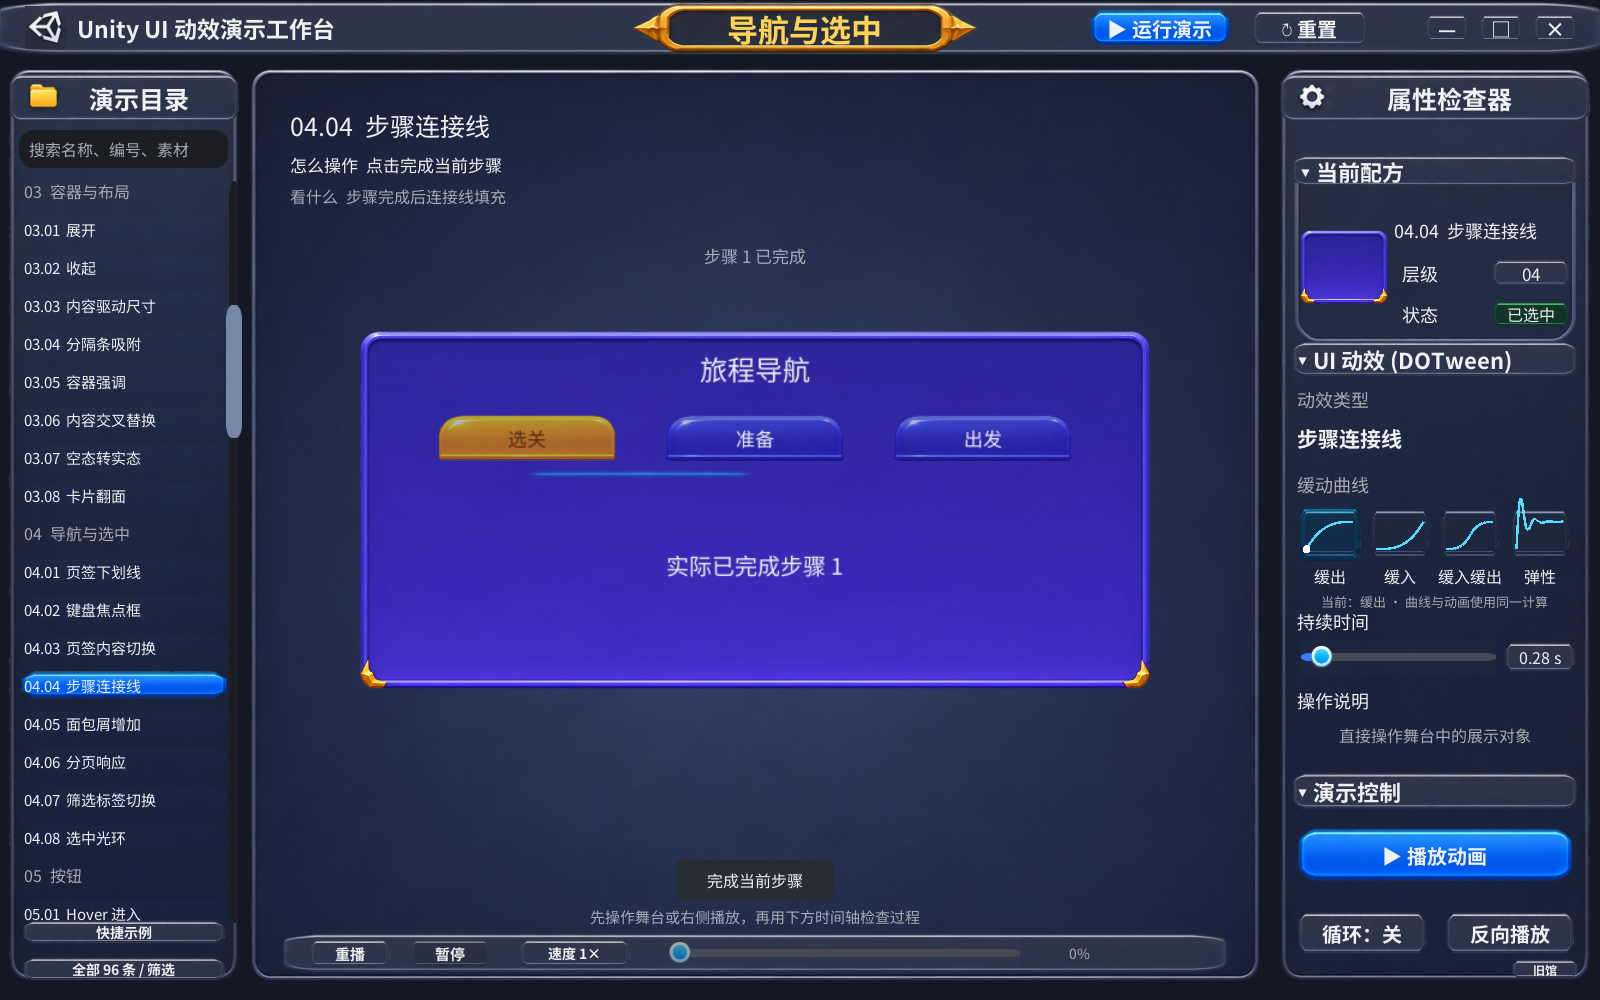 Unity UI 动效演示工作台
导航与选中
▶ 运行演示
重置
演示目录
搜索名称、编号、素材
03 容器与布局
03.01 展开
03.02 收起
03.03 内容驱动尺寸
03.04 分隔条吸附
03.05 容器强调
03.06 内容交叉替换
03.07 空态转实态
03.08 卡片翻面
04 导航与选中
04.01 页签下划线
04.02 键盘焦点框
04.03 页签内容切换
04.04 步骤连接线
04.05 面包屑增加
04.06 分页响应
04.07 筛选标签切换
04.08 选中光环
05 按钮
05.01 Hover 进入
快捷示例
全部 96 条 / 筛选
04.04 步骤连接线
怎么操作 点击完成当前步骤
看什么 步骤完成后连接线填充
步骤 1 已完成
旅程导航
选关
准备
出发
实际已完成步骤 1
完成当前步骤
先操作舞台或右侧播放，再用下方时间轴检查过程
重播
暂停
速度 1×
0%
属性检查器
▼ 当前配方
04.04 步骤连接线
层级
04
状态
已选中
▼ UI 动效 (DOTween)
动效类型
步骤连接线
缓动曲线
缓出
缓入
缓入缓出
弹性
当前：缓出 · 曲线与动画使用同一计算
持续时间
0.28 s
操作说明
直接操作舞台中的展示对象
▼ 演示控制
▶ 播放动画
循环：关
反向播放
旧馆